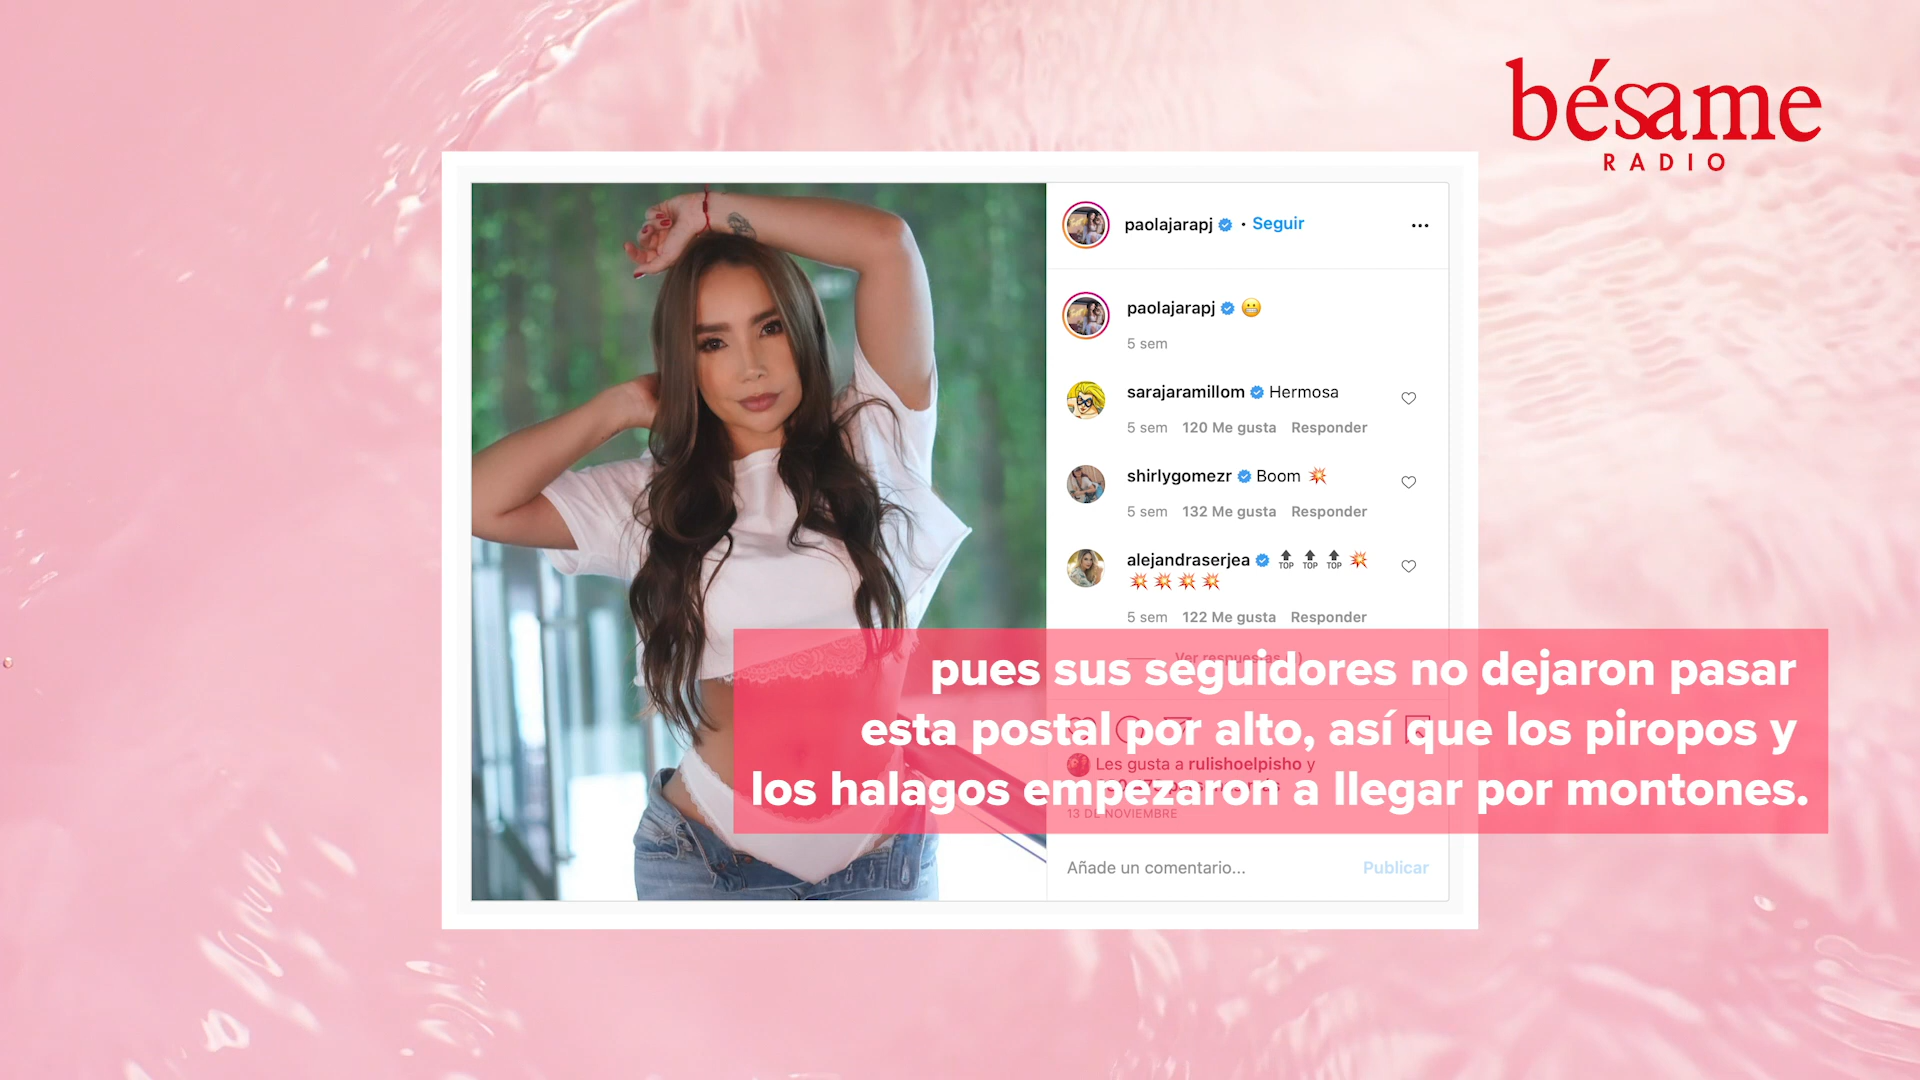 bésame
RADIO
paolajarapj • Seguir
paolajarapj
5 sem
sarajaramillom Hermosa
5 sem 120 Me gusta Responder
shirlygomezr Boom
5 sem 132 Me gusta Responder
alejandraserjea TOP TOP TOP
5 sem 122 Me gusta Responder
pues sus seguidores no dejaron pasar
esta postal por alto, así que los piropos y
los halagos empezaron a llegar por montones.
Les gusta a rulishoelpisho y
13 DE NOVIEMBRE
Añade un comentario... Publicar